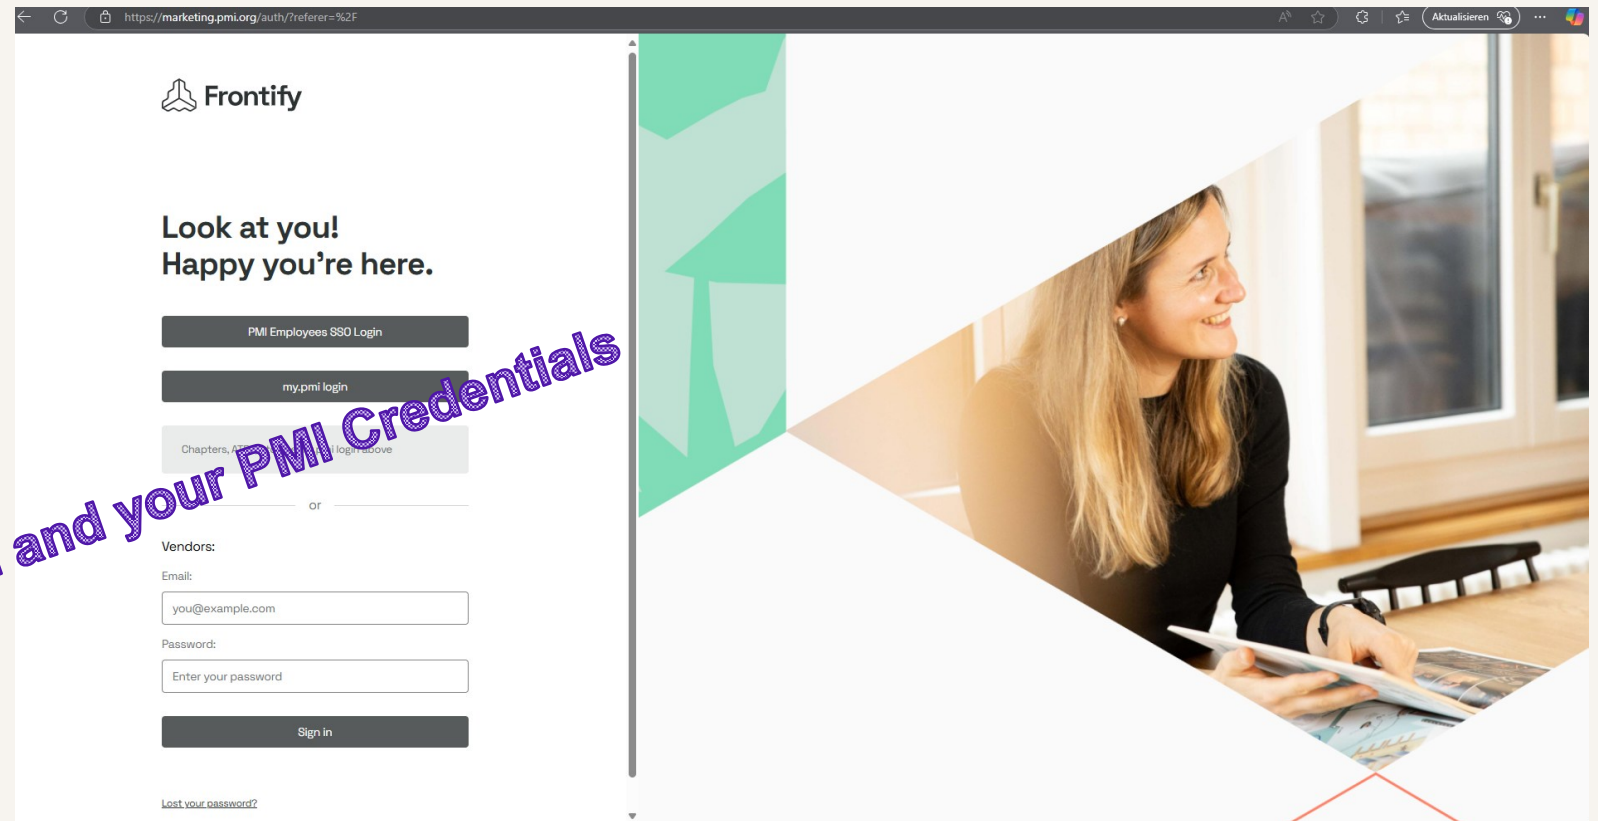 https://marketing.pmi.org/auth/?referer=%2F
Aktualisieren
Frontify
Look at you!
Happy you're here.
PMI Employees SSO Login
my.pmi login
Chapters, login above
and your PMI Credentials
or
Vendors:
Email:
you@example.com
Password:
Enter your password
Sign in
Lost your password?